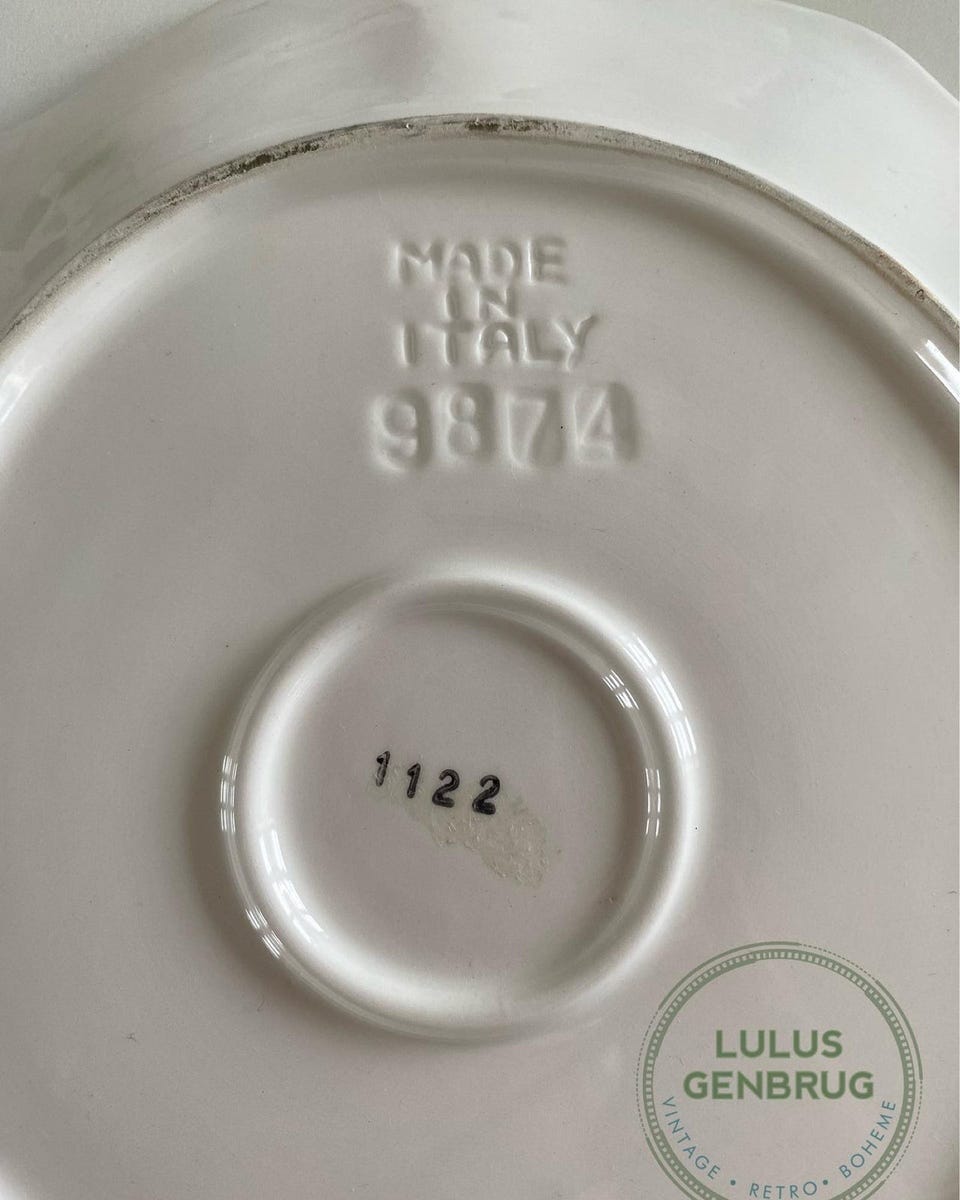 MADE
IN
ITALY
9874
1122
LULUS
GENBRUG
VINTAGE • RETRO • BOHEME